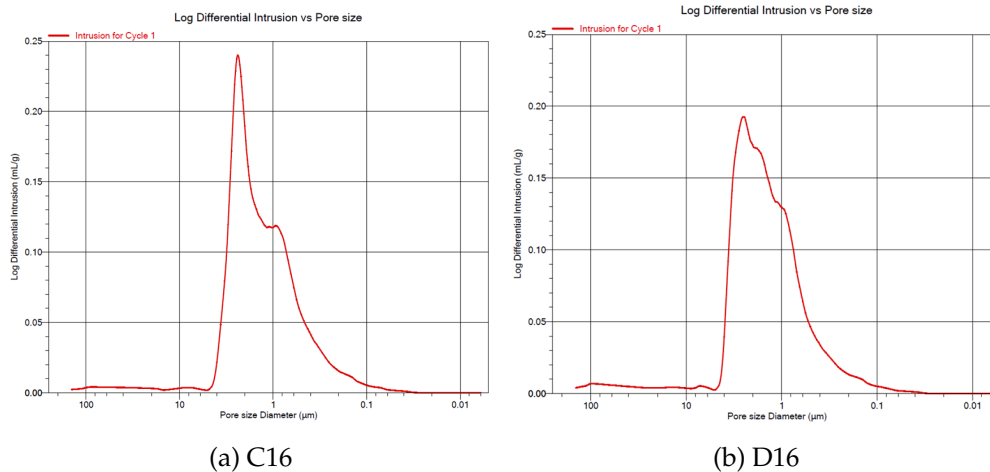 Log Differential Intrusion vs Pore size
Intrusion for Cycle 1
0.25
0.20
0.15
0.10
0.05
0.00
Log Differential Intrusion (mL/g)
100
10
1
0.1
0.01
Pore size Diameter (µm)
(a) C16
Log Differential Intrusion vs Pore size
Intrusion for Cycle 1
0.25
0.20
0.15
0.10
0.05
0.00
Log Differential Intrusion (mL/g)
100
10
1
0.1
0.01
Pore size Diameter (µm)
(b) D16